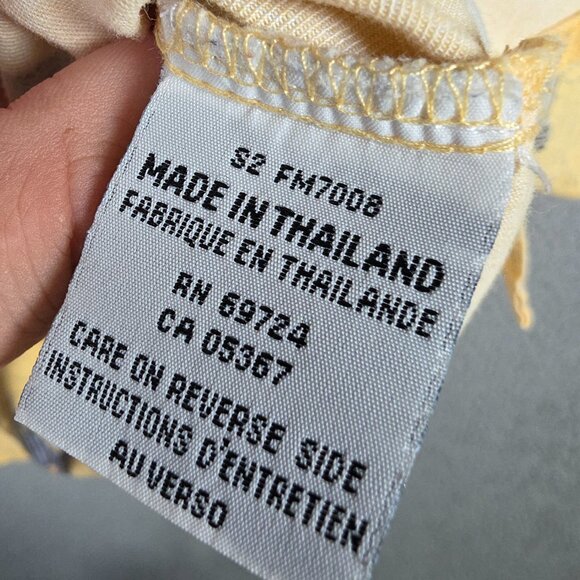 S2 FM7008
MADE IN THAILAND
FABRIQUE EN THAILANDE
RN 69724
CA 05367
CARE ON REVERSE SIDE
INSTRUCTIONS D'ENTRETIEN
AU VERSO